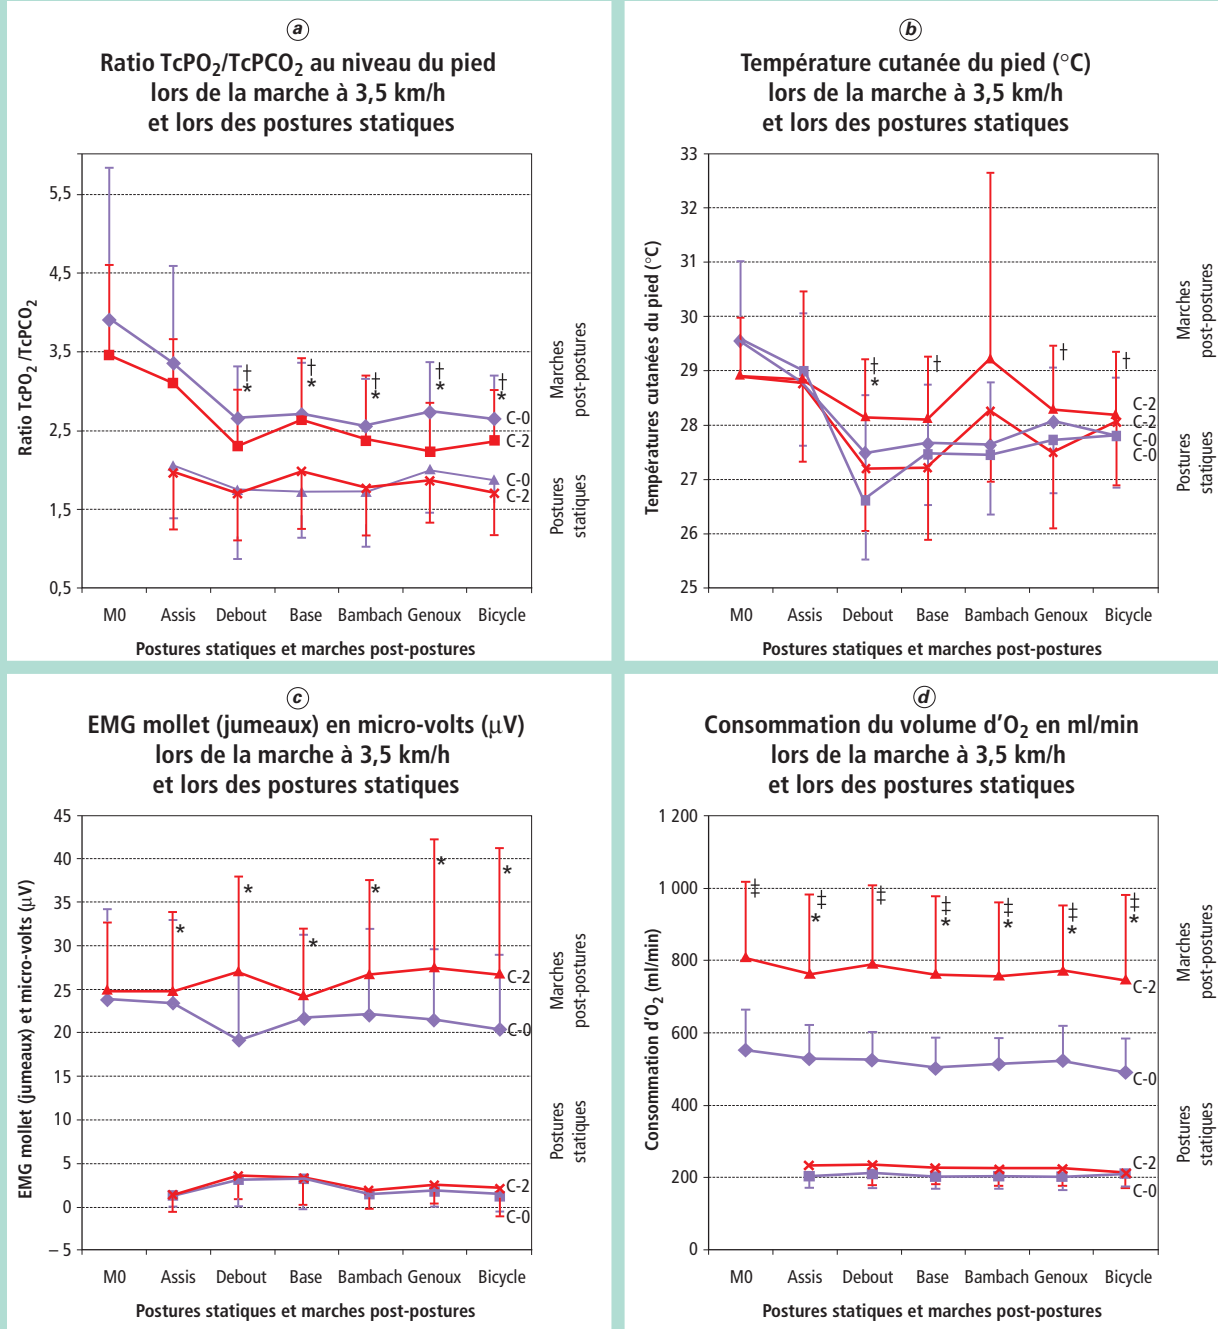 a
Ratio TcPO2/TcPCO2 au niveau du pied
lors de la marche à 3,5 km/h
et lors des postures statiques
Ratio TcPO2 /TcPCO2
5,5
4,5
3,5
2,5
1,5
0,5
†
*
†
*
‡
*
†
*
‡
*
C-0
C-2
C-0
C-2
Marches
post-postures
Postures
statiques
M0 Assis Debout Base Bambach Genoux Bicycle
Postures statiques et marches post-postures
b
Température cutanée du pied (°C)
lors de la marche à 3,5 km/h
et lors des postures statiques
Températures cutanées du pied (°C)
33
32
31
30
29
28
27
26
25
‡
*
†
†
†
C-2
C-2
C-0
C-0
Marches
post-postures
Postures
statiques
M0 Assis Debout Base Bambach Genoux Bicycle
Postures statiques et marches post-postures
c
EMG mollet (jumeaux) en micro-volts (µV)
lors de la marche à 3,5 km/h
et lors des postures statiques
EMG mollet (jumeaux) et micro-volts (µV)
45
40
35
30
25
20
15
10
5
0
– 5
*
*
*
*
*
*
C-2
C-0
C-2
C-0
Marches
post-postures
Postures
statiques
M0 Assis Debout Base Bambach Genoux Bicycle
Postures statiques et marches post-postures
d
Consommation du volume d’O2 en ml/min
lors de la marche à 3,5 km/h
et lors des postures statiques
Consommation d’O2 (ml/min)
1 200
1 000
800
600
400
200
0
‡
‡
*
‡
‡
*
‡
*
‡
*
‡
*
C-2
C-0
C-2
C-0
Marches
post-postures
Postures
statiques
M0 Assis Debout Base Bambach Genoux Bicycle
Postures statiques et marches post-postures